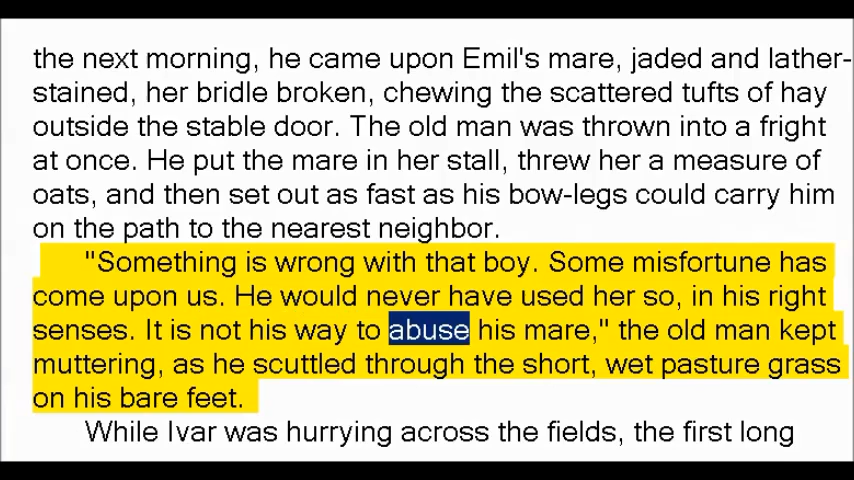 the next morning, he came upon Emil's mare, jaded and lather-
stained, her bridle broken, chewing the scattered tufts of hay
outside the stable door. The old man was thrown into a fright
at once. He put the mare in her stall, threw her a measure of
oats, and then set out as fast as his bow-legs could carry him
on the path to the nearest neighbor.
"Something is wrong with that boy. Some misfortune has
come upon us. He would never have used her so, in his right
senses. It is not his way to abuse his mare," the old man kept
muttering, as he scuttled through the short, wet pasture grass
on his bare feet.
While Ivar was hurrying across the fields, the first long